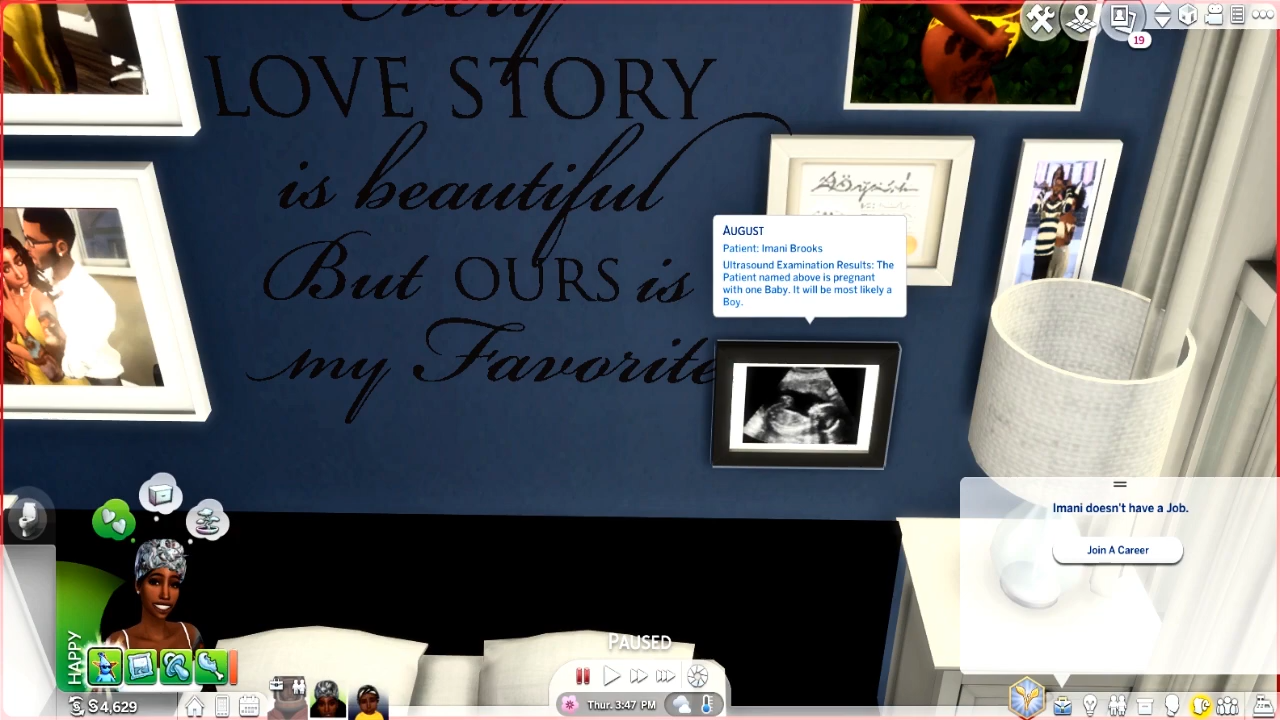 Every
LOVE STORY
is beautiful
But OURS is
my Favorite
19
AUGUST
Patient: Imani Brooks
Ultrasound Examination Results: The
Patient named above is pregnant
with one Baby. It will be most likely a
Boy.
Imani doesn't have a Job.
Join A Career
HAPPY
PAUSED
4,629
Thur. 3:47 PM